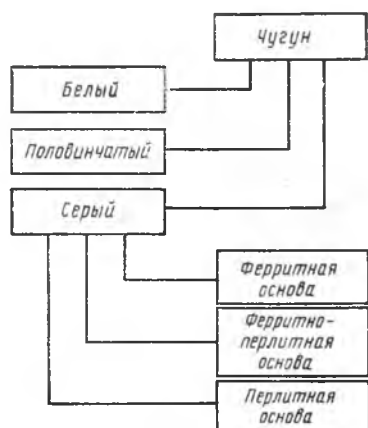 Чугун
Белый
Половинчатый
Серый
Ферритная
основа
Ферритно-
перлитная
основа
Перлитная
основа